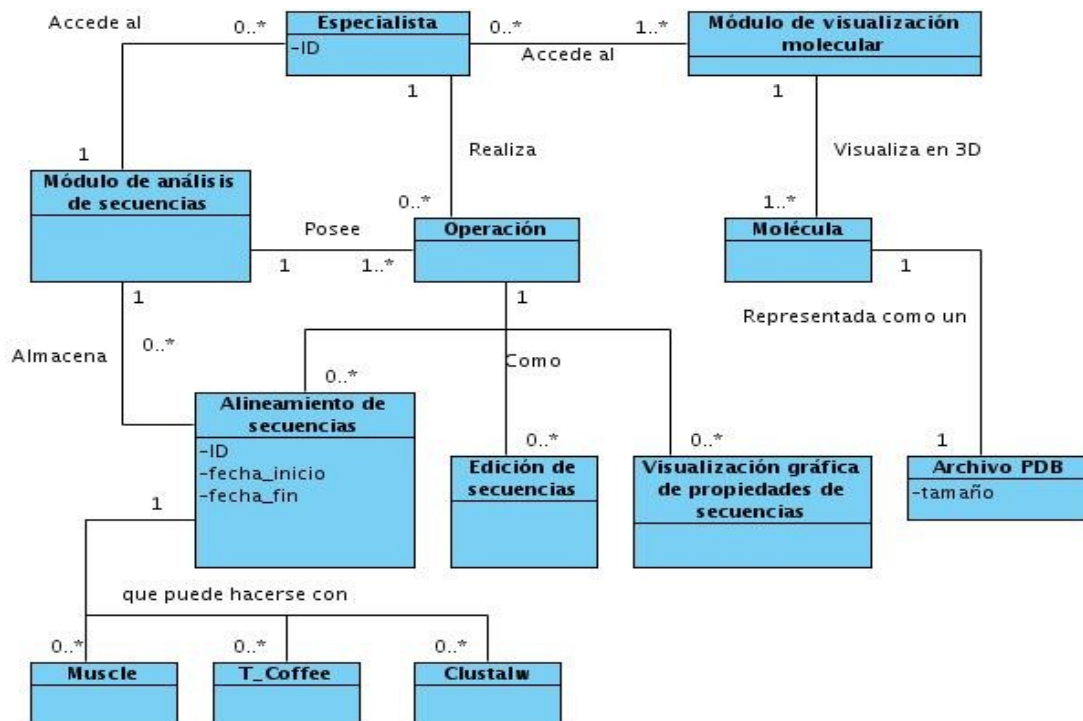 Accede al
0..*
Especialista
-ID
0..*
1..*
Accede al
Módulo de visualización
molecular
1
1
1
Realiza
Visualiza en 3D
Módulo de análisis
de secuencias
0..*
1..*
Posee
Operación
Molécula
1
1..*
1
1
1
Representada como un
0..*
Almacena
Como
0..*
Alineamiento de
secuencias
-ID
-fecha_inicio
-fecha_fin
0..*
0..*
1
Edición de
secuencias
Visualización gráfica
de propiedades de
secuencias
Archivo PDB
-tamaño
1
que puede hacerse con
0..*
0..*
0..*
Muscle
T_Coffee
Clustalw